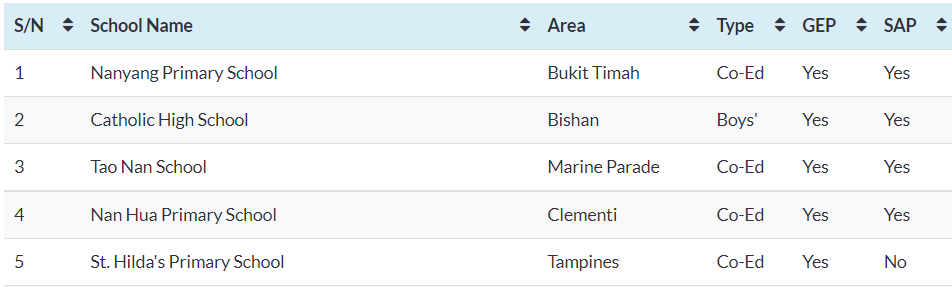 S/N School Name Area Type GEP SAP
1 Nanyang Primary School Bukit Timah Co-Ed Yes Yes
2 Catholic High School Bishan Boys' Yes Yes
3 Tao Nan School Marine Parade Co-Ed Yes Yes
4 Nan Hua Primary School Clementi Co-Ed Yes Yes
5 St. Hilda's Primary School Tampines Co-Ed Yes No